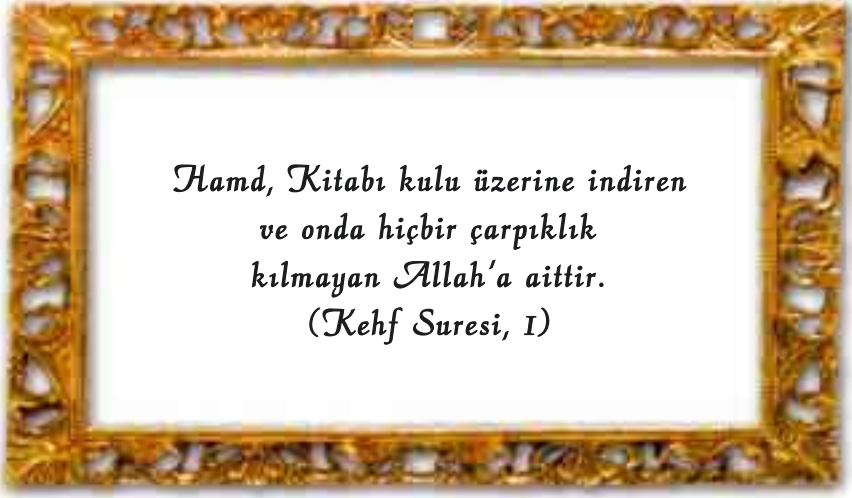 Hamd, Kitabı kulu üzerine indiren
ve onda hiçbir çarpıklık
kılmayan Allah'a aittir.
(Kehf Suresi, 1)